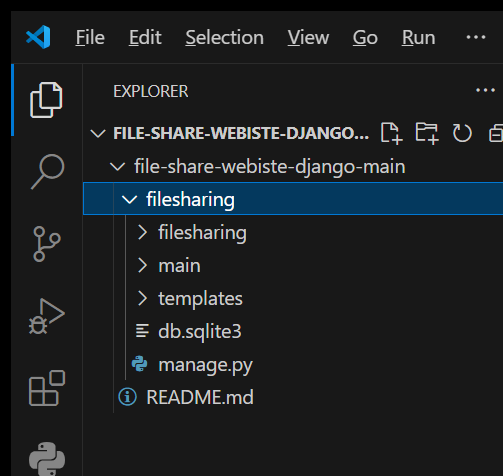 File Edit Selection View Go Run ...
EXPLORER ...
FILE-SHARE-WEBISTE-DJANGO...
file-share-webiste-django-main
filesharing
filesharing
main
templates
db.sqlite3
manage.py
README.md